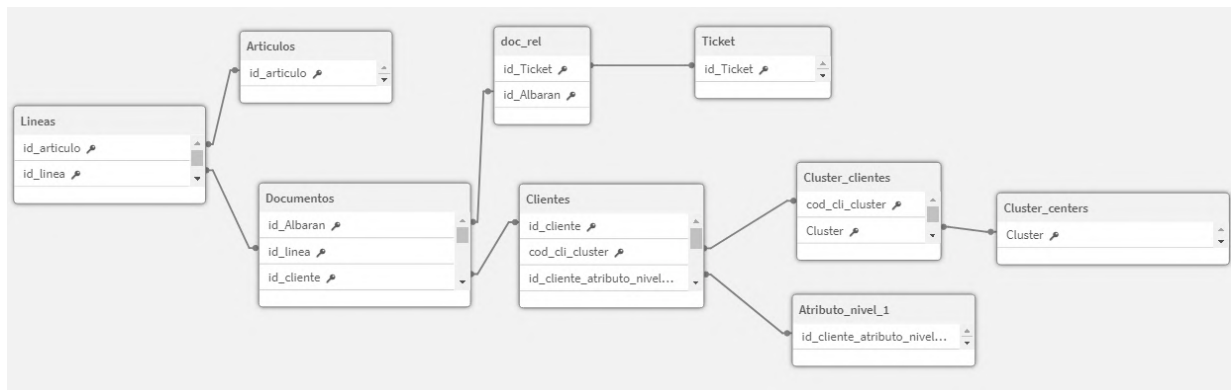 Articulos
id_articulo
doc_rel
id_Ticket
id_Albaran
Ticket
id_Ticket
Lineas
id_articulo
id_linea
Documentos
id_Albaran
id_linea
id_cliente
Clientes
id_cliente
cod_cli_cluster
id_cliente_atributo_nivel...
Cluster_clientes
cod_cli_cluster
Cluster
Cluster_centers
Cluster
Atributo_nivel_1
id_cliente_atributo_nivel...